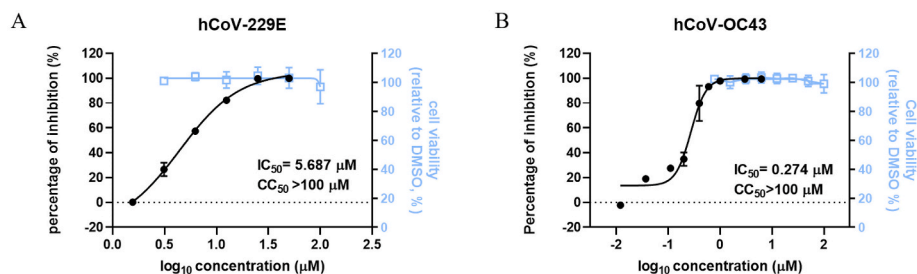 A
hCoV-229E
percentage of inhibition (%)
120
100
80
60
40
20
0
-20
0.0 0.5 1.0 1.5 2.0 2.5
log10 concentration (μM)
120
100
80
60
40
20
0
cell viability
(relative to DMSO, %)
IC50= 5.687 μM
CC50 >100 μM
B
hCoV-OC43
Percentage of inhibition (%)
120
100
80
60
40
20
0
-20
-2 -1 0 1 2
log10 concentration (μM)
120
100
80
60
40
20
0
Cell viability
(relative to DMSO, %)
IC50= 0.274 μM
CC50>100 μM